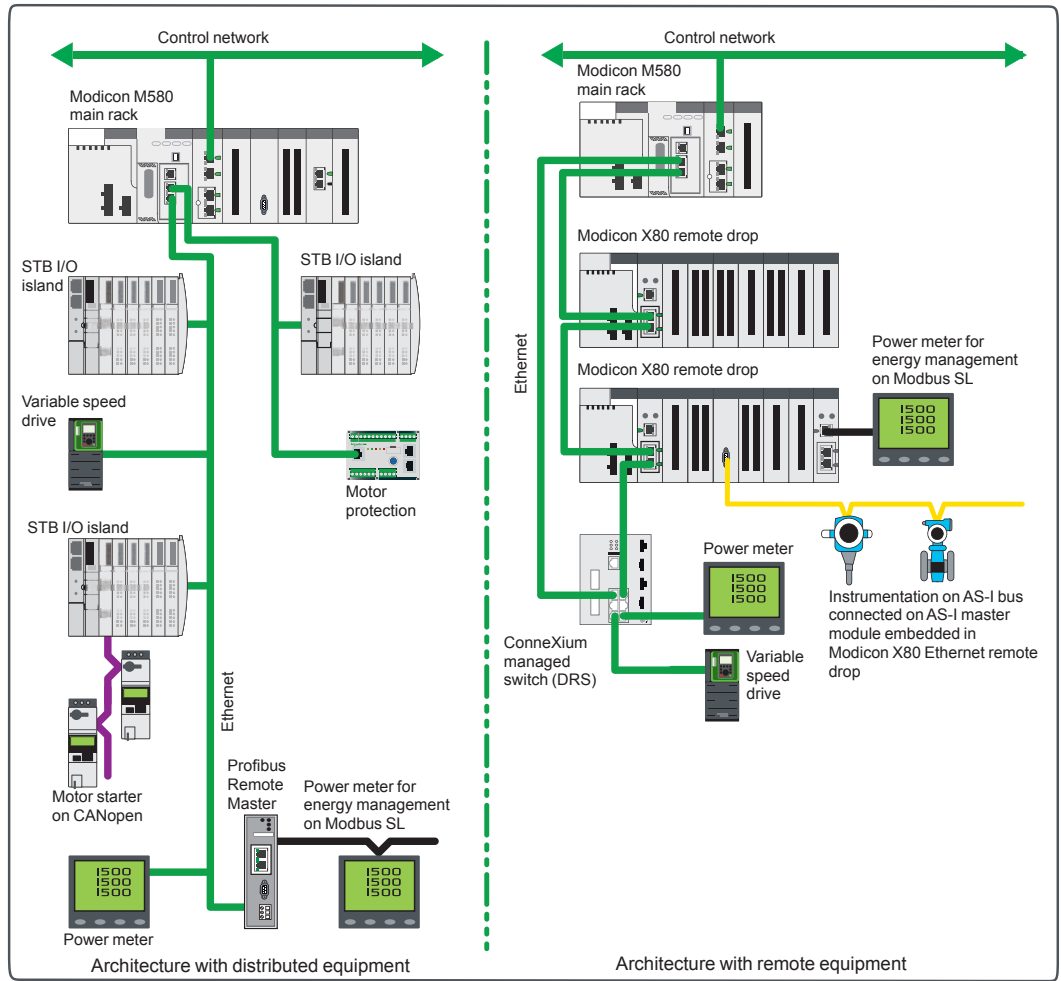 Control network
Modicon M580
main rack
STB I/O
island
STB I/O island
Variable speed
drive
Motor
protection
STB I/O island
Ethernet
Motor starter
on CANopen
Profibus
Remote
Master
Power meter for
energy management
on Modbus SL
1500
1500
1500
1500
1500
1500
Power meter
Architecture with distributed equipment
Control network
Modicon M580
main rack
Modicon X80 remote drop
Ethernet
Modicon X80 remote drop
Power meter for
energy management
on Modbus SL
1500
1500
1500
Power meter
1500
1500
1500
ConneXium
managed
switch (DRS)
Variable
speed
drive
Instrumentation on AS-I bus
connected on AS-I master
module embedded in
Modicon X80 Ethernet remote
drop
Architecture with remote equipment